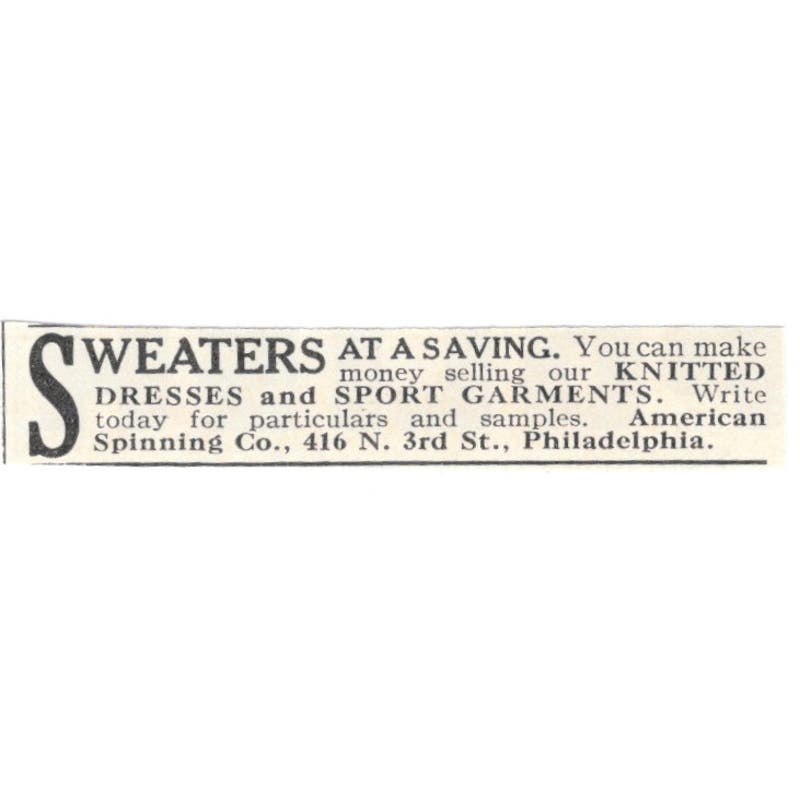 SWEATERS AT A SAVING. You can make
money selling our KNITTED
DRESSES and SPORT GARMENTS. Write
today for particulars and samples. American
Spinning Co., 416 N. 3rd St., Philadelphia.